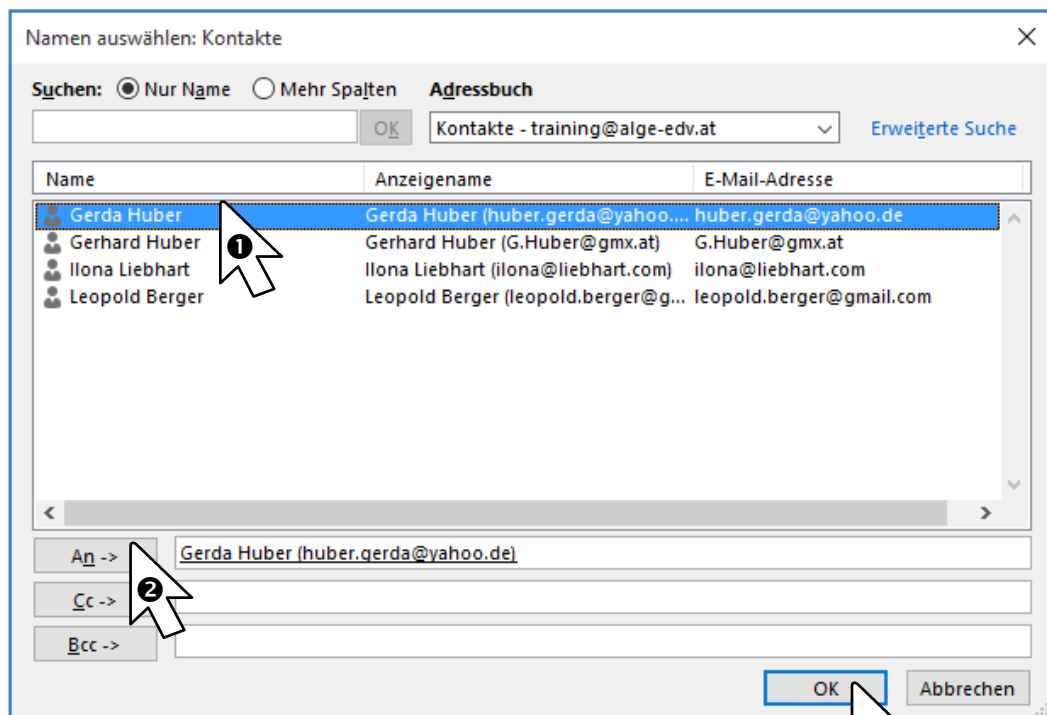 Namen auswählen: Kontakte
Suchen: Nur Name Mehr Spalten Adressbuch
OK Kontakte - training@alge-edv.at Erweiterte Suche
Name Anzeigename E-Mail-Adresse
Gerda Huber Gerda Huber (huber.gerda@yahoo.... huber.gerda@yahoo.de
Gerhard Huber Gerhard Huber (G.Huber@gmx.at) G.Huber@gmx.at
Ilona Liebhart Ilona Liebhart (ilona@liebhart.com) ilona@liebhart.com
Leopold Berger Leopold Berger (leopold.berger@g... leopold.berger@gmail.com
❶
An -> Gerda Huber (huber.gerda@yahoo.de)
❷
Cc ->
Bcc ->
OK Abbrechen